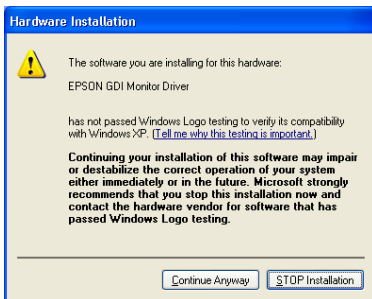 Hardware Installation
The software you are installing for this hardware:
EPSON GDI Monitor Driver
has not passed Windows Logo testing to verify its compatibility
with Windows XP. (Tell me why this testing is important.)
Continuing your installation of this software may impair
or destabilize the correct operation of your system
either immediately or in the future. Microsoft strongly
recommends that you stop this installation now and
contact the hardware vendor for software that has
passed Windows Logo testing.
Continue Anyway
STOP Installation